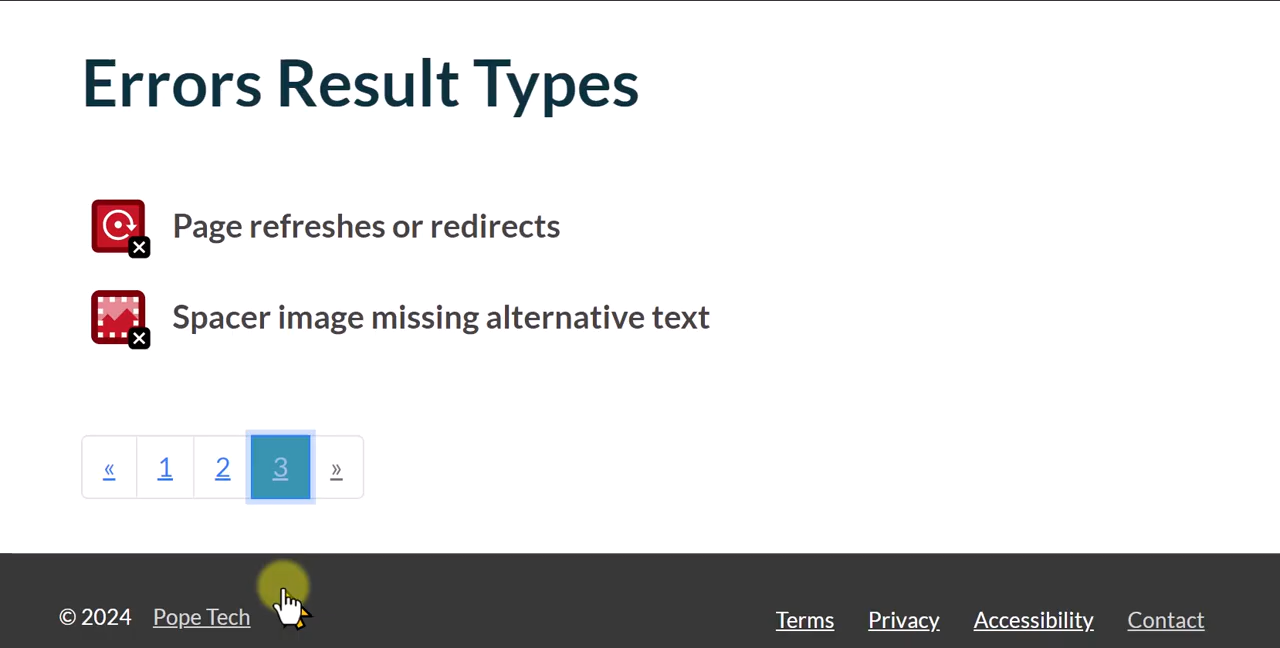 Errors Result Types
Page refreshes or redirects
Spacer image missing alternative text
« 1 2 3 »
© 2024 Pope Tech Terms Privacy Accessibility Contact